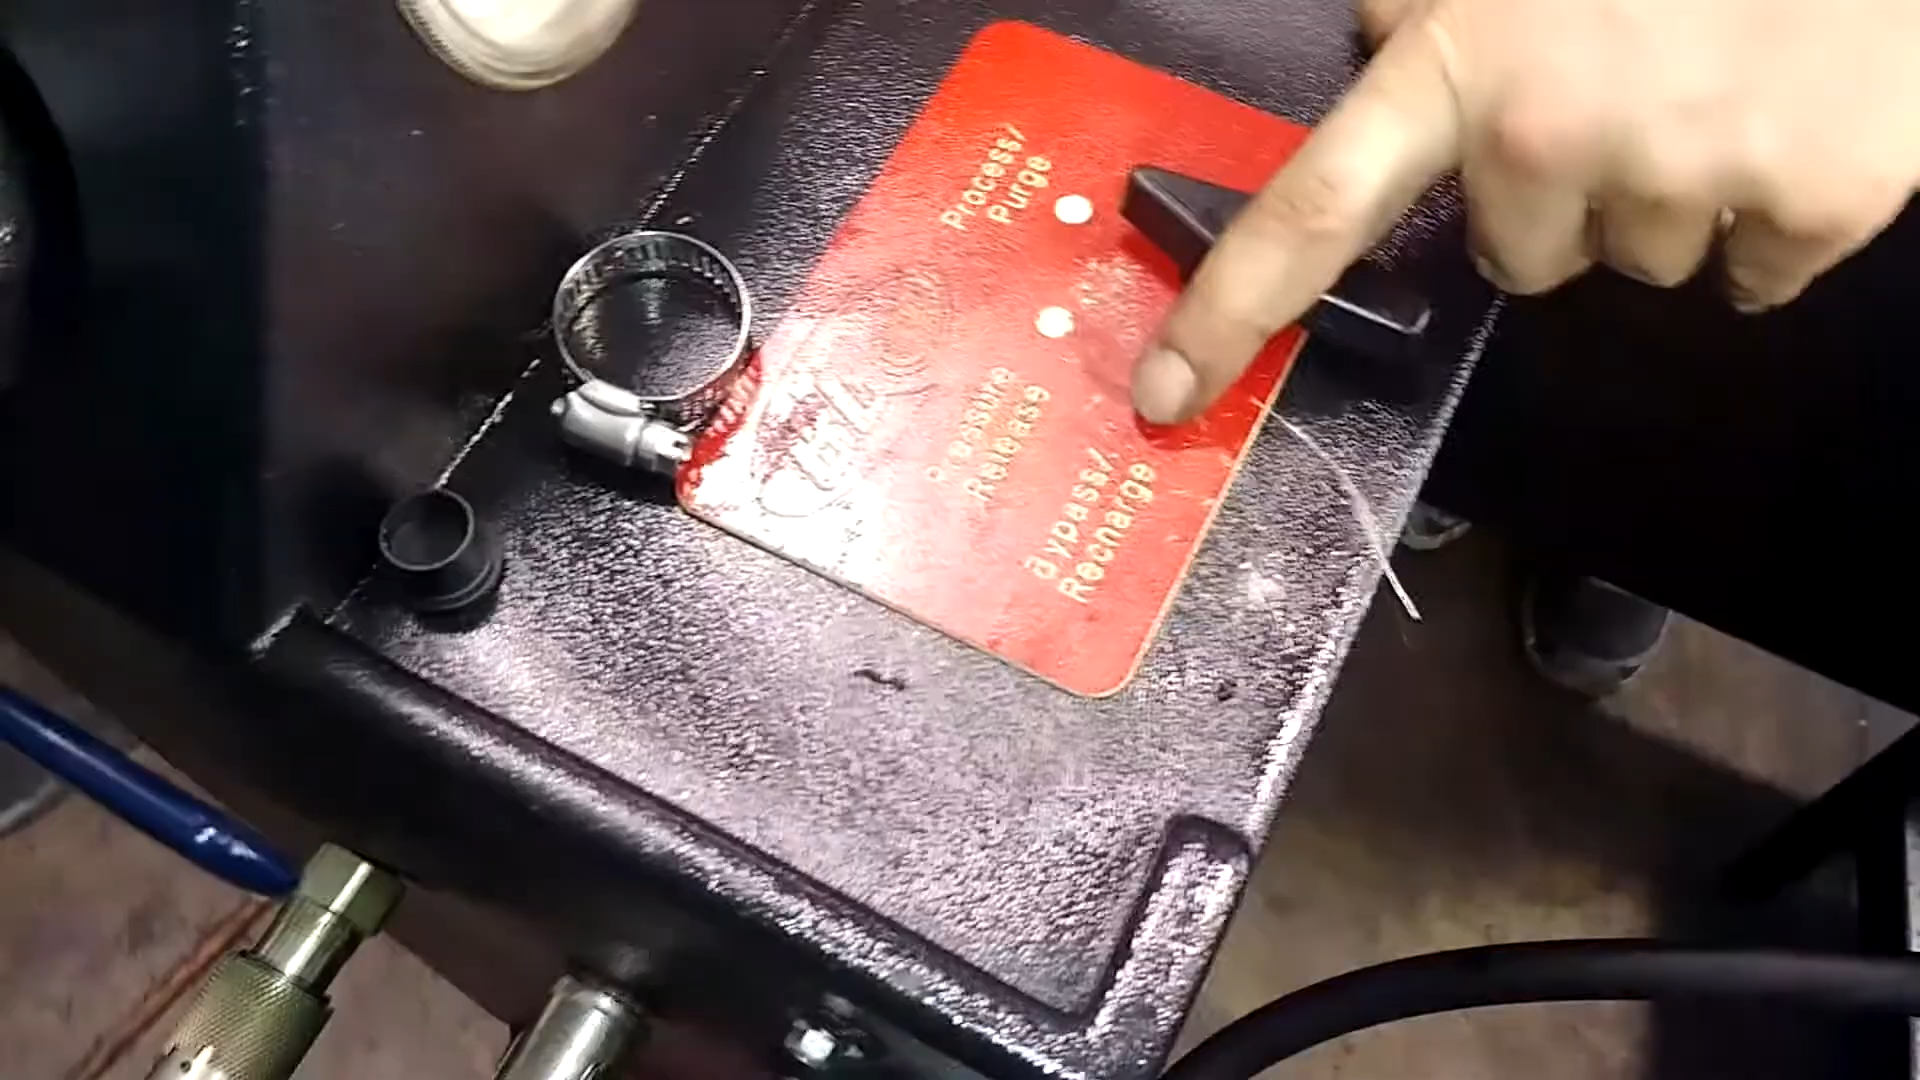 Process/
Purge
Pressure
Release
Bypass/
Recharge